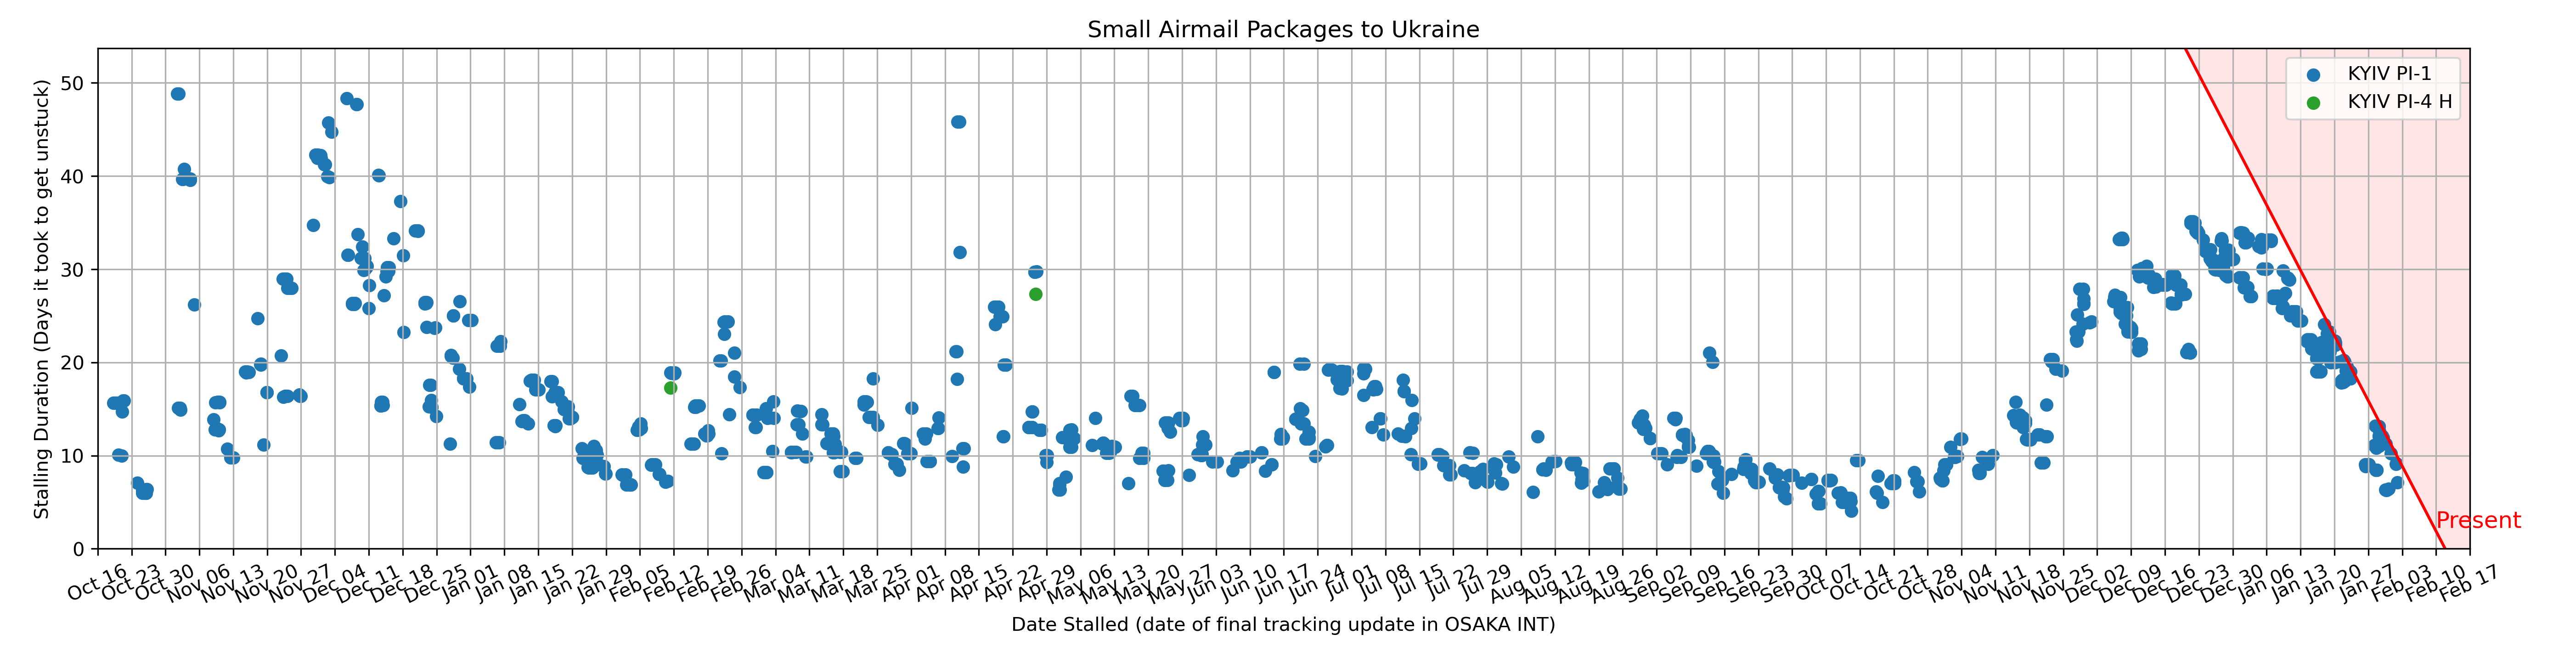 Small Airmail Packages to Ukraine
Stalling Duration (Days it took to get unstuck)
50
40
30
20
10
0
KYIV PI-1
KYIV PI-4 H
Present
Oct 16
Oct 23
Oct 30
Nov 06
Nov 13
Nov 20
Nov 27
Dec 04
Dec 11
Dec 18
Dec 25
Jan 01
Jan 08
Jan 15
Jan 22
Jan 29
Feb 05
Feb 12
Feb 19
Feb 26
Mar 04
Mar 11
Mar 18
Mar 25
Apr 01
Apr 08
Apr 15
Apr 22
Apr 29
May 06
May 13
May 20
May 27
Jun 03
Jun 10
Jun 17
Jun 24
Jul 01
Jul 08
Jul 15
Jul 22
Jul 29
Aug 05
Aug 12
Aug 19
Aug 26
Sep 02
Sep 09
Sep 16
Sep 23
Sep 30
Oct 07
Oct 14
Oct 21
Oct 28
Nov 04
Nov 11
Nov 18
Nov 25
Dec 02
Dec 09
Dec 16
Dec 23
Dec 30
Jan 06
Jan 13
Jan 20
Jan 27
Feb 03
Feb 10
Feb 17
Date Stalled (date of final tracking update in OSAKA INT)